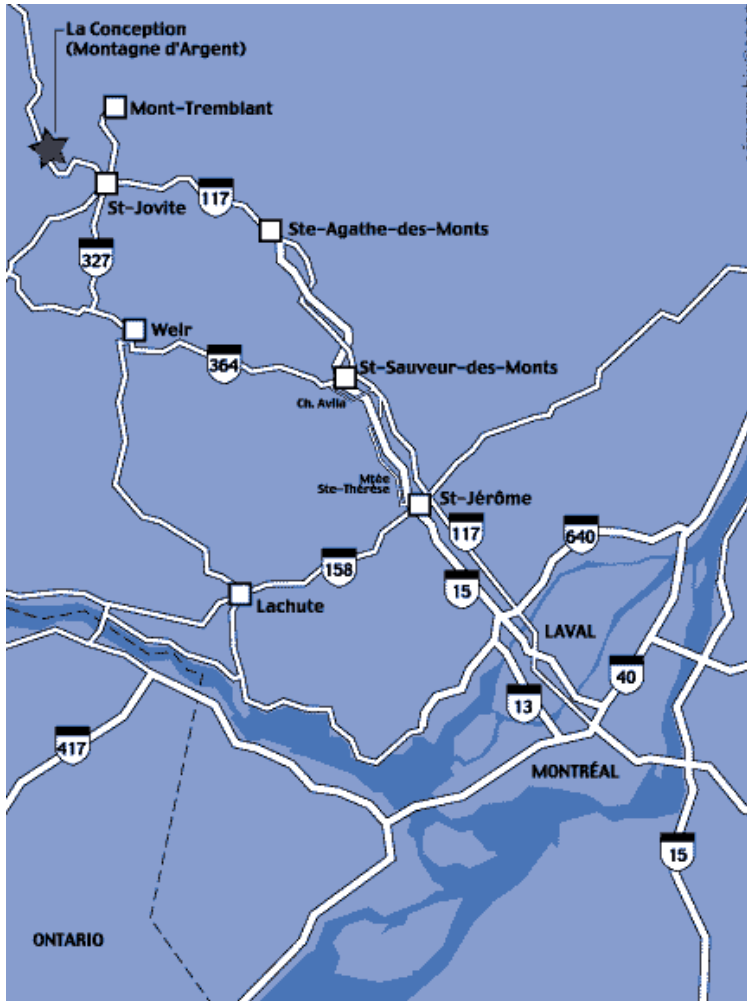 La Conception
(Montagne d'Argent)
Mont-Tremblant
St-Jovite
117
Ste-Agathe-des-Monts
327
Weir
364
St-Sauveur-des-Monts
Ch. Avila
Mtée
Ste-Thérèse
St-Jérôme
117
640
158
15
Lachute
LAVAL
40
13
417
MONTRÉAL
15
ONTARIO